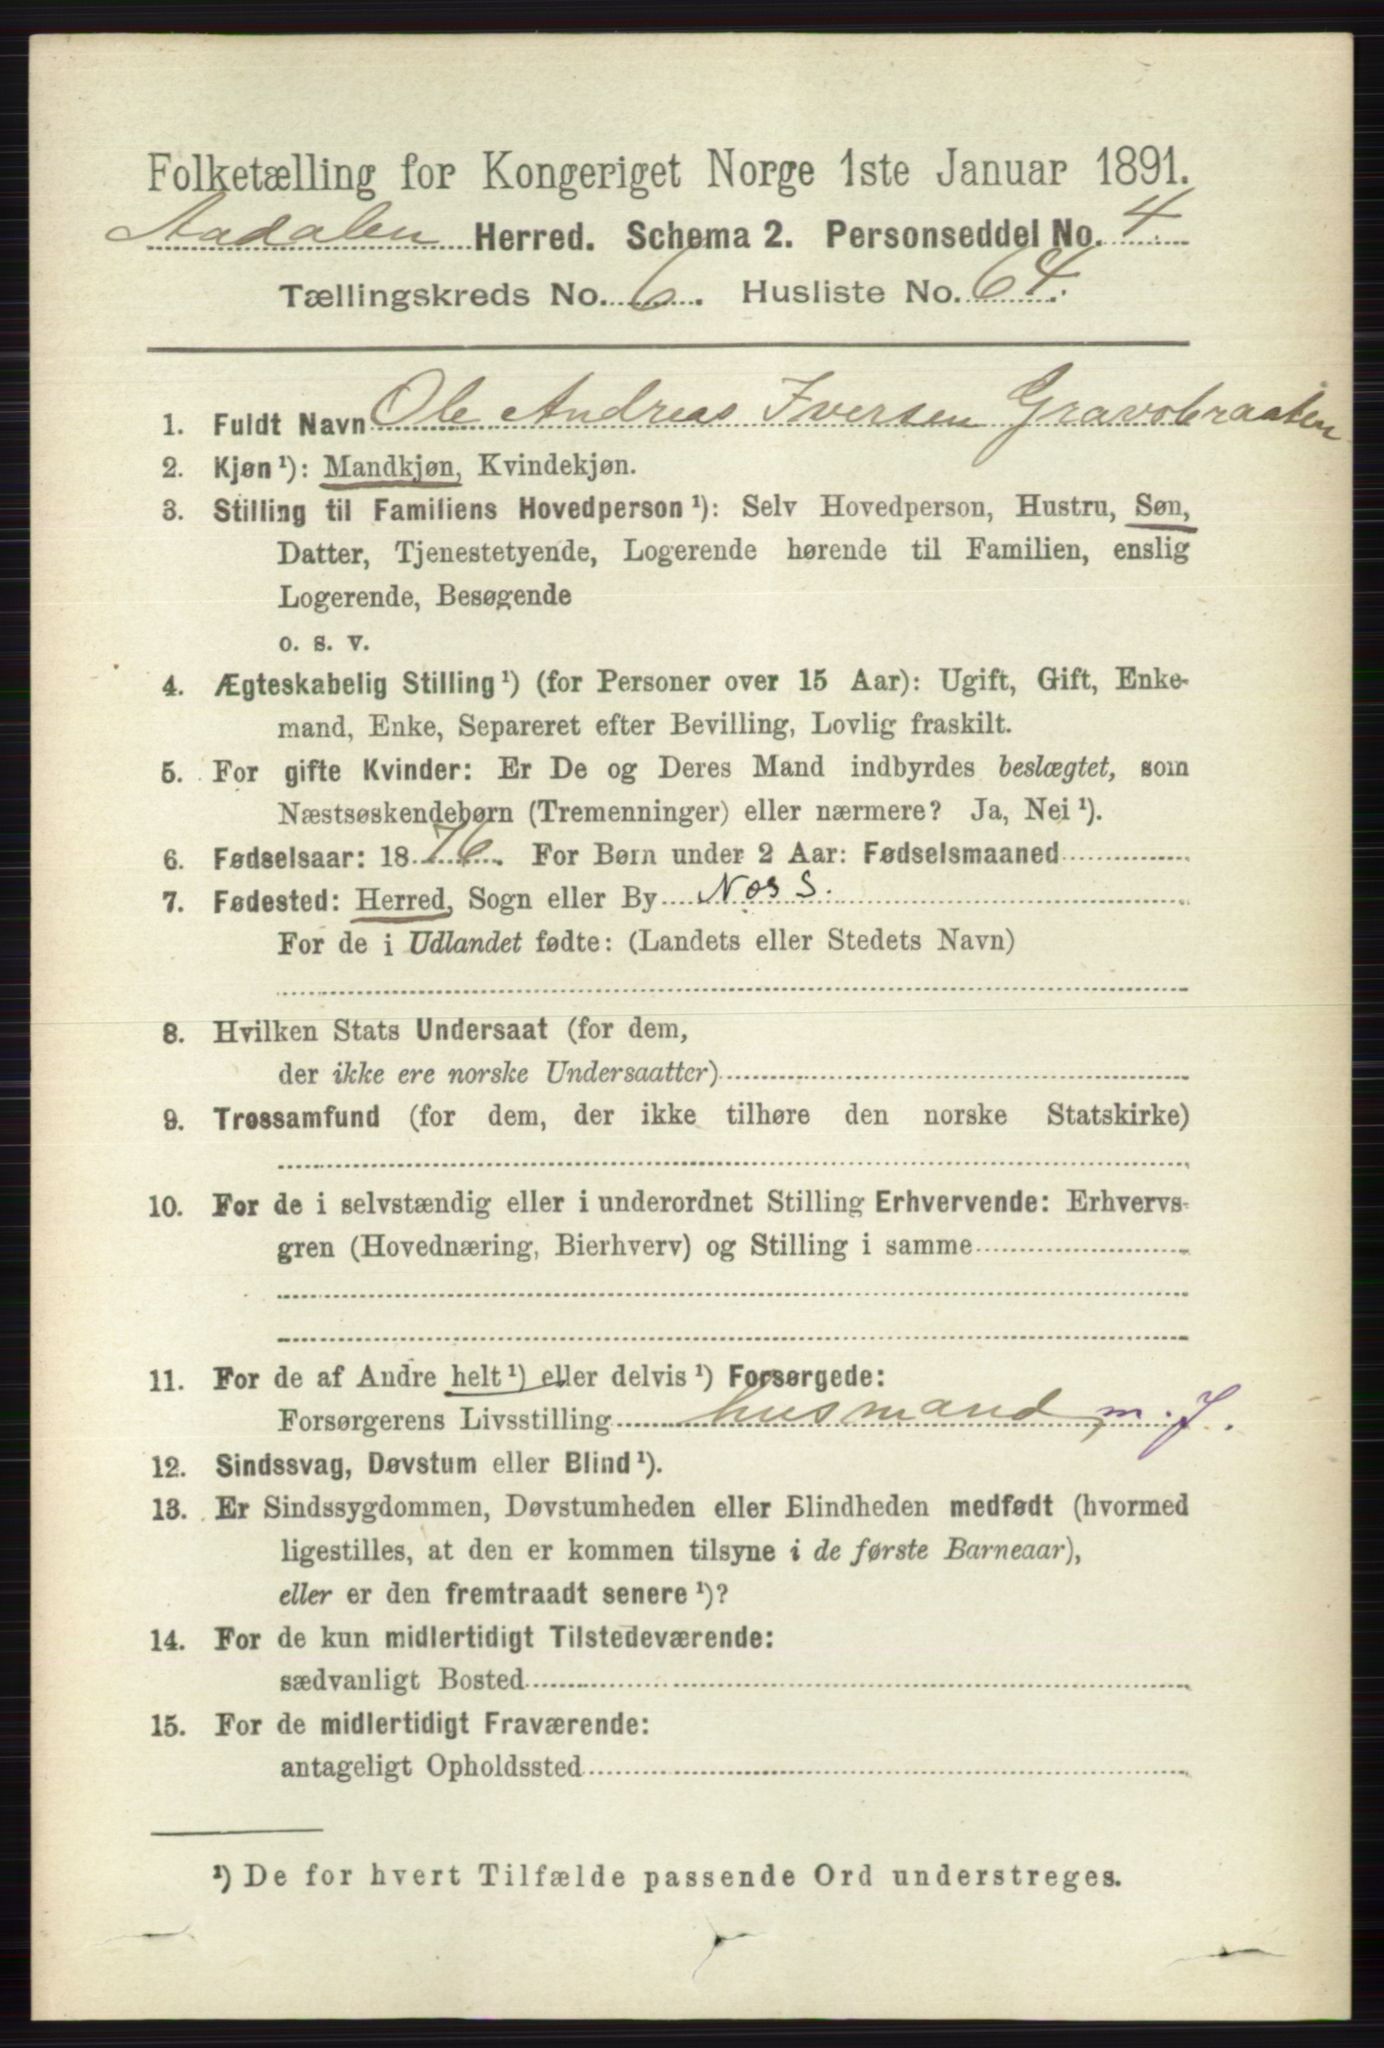 Folketælling for Kongeriget Norge 1ste Januar 1891.
Aadalen Herred. Schema 2. Personseddel No. 4.
Tællingskreds No. 6. Husliste No. 64.
1. Fuldt Navn Ole Andreas Iversen Gravobraaten
2. Kjøn ¹): Mandkjøn, Kvindekjøn.
3. Stilling til Familiens Hovedperson ¹): Selv Hovedperson, Hustru, Søn,
Datter, Tjenestetyende, Logerende hørende til Familien, enslig
Logerende, Besøgende
o. s. v.
4. Ægteskabelig Stilling ¹) (for Personer over 15 Aar): Ugift, Gift, Enke-
mand, Enke, Separeret efter Bevilling, Lovlig fraskilt.
5. For gifte Kvinder: Er De og Deres Mand indbyrdes beslægtet, som
Næstsøskendebørn (Tremenninger) eller nærmere? Ja, Nei ¹).
6. Fødselsaar: 1876. For Børn under 2 Aar: Fødselsmaaned
7. Fødested: Herred, Sogn eller By Nes S.
For de i Udlandet fødte: (Landets eller Stedets Navn)
8. Hvilken Stats Undersaat (for dem,
der ikke ere norske Undersaatter)
9. Trossamfund (for dem, der ikke tilhøre den norske Statskirke)
10. For de i selvstændig eller i underordnet Stilling Erhvervende: Erhvervs-
gren (Hovednæring, Bierhverv) og Stilling i samme
11. For de af Andre helt ¹) eller delvis ¹) Forsørgede:
Forsørgerens Livsstilling husmand, m. J.
12. Sindssvag, Døvstum eller Blind ¹).
13. Er Sindssygdommen, Døvstumheden eller Blindheden medfødt (hvormed
ligestilles, at den er kommen tilsyne i de første Barneaar),
eller er den fremtraadt senere ¹)?
14. For de kun midlertidigt Tilstedeværende:
sædvanligt Bosted
15. For de midlertidigt Fraværende:
antageligt Opholdssted
¹) De for hvert Tilfælde passende Ord understreges.